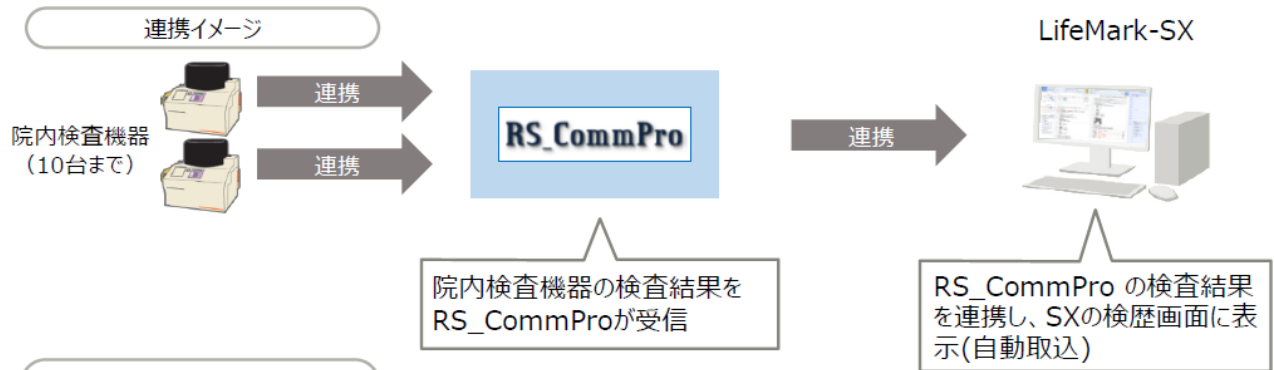 連携イメージ
LifeMark-SX
院内検査機器
（10台まで）
連携
連携
RS_CommPro
連携
院内検査機器の検査結果を
RS_CommProが受信
RS_CommPro の検査結果
を連携し、SXの検歴画面に表
示(自動取込)